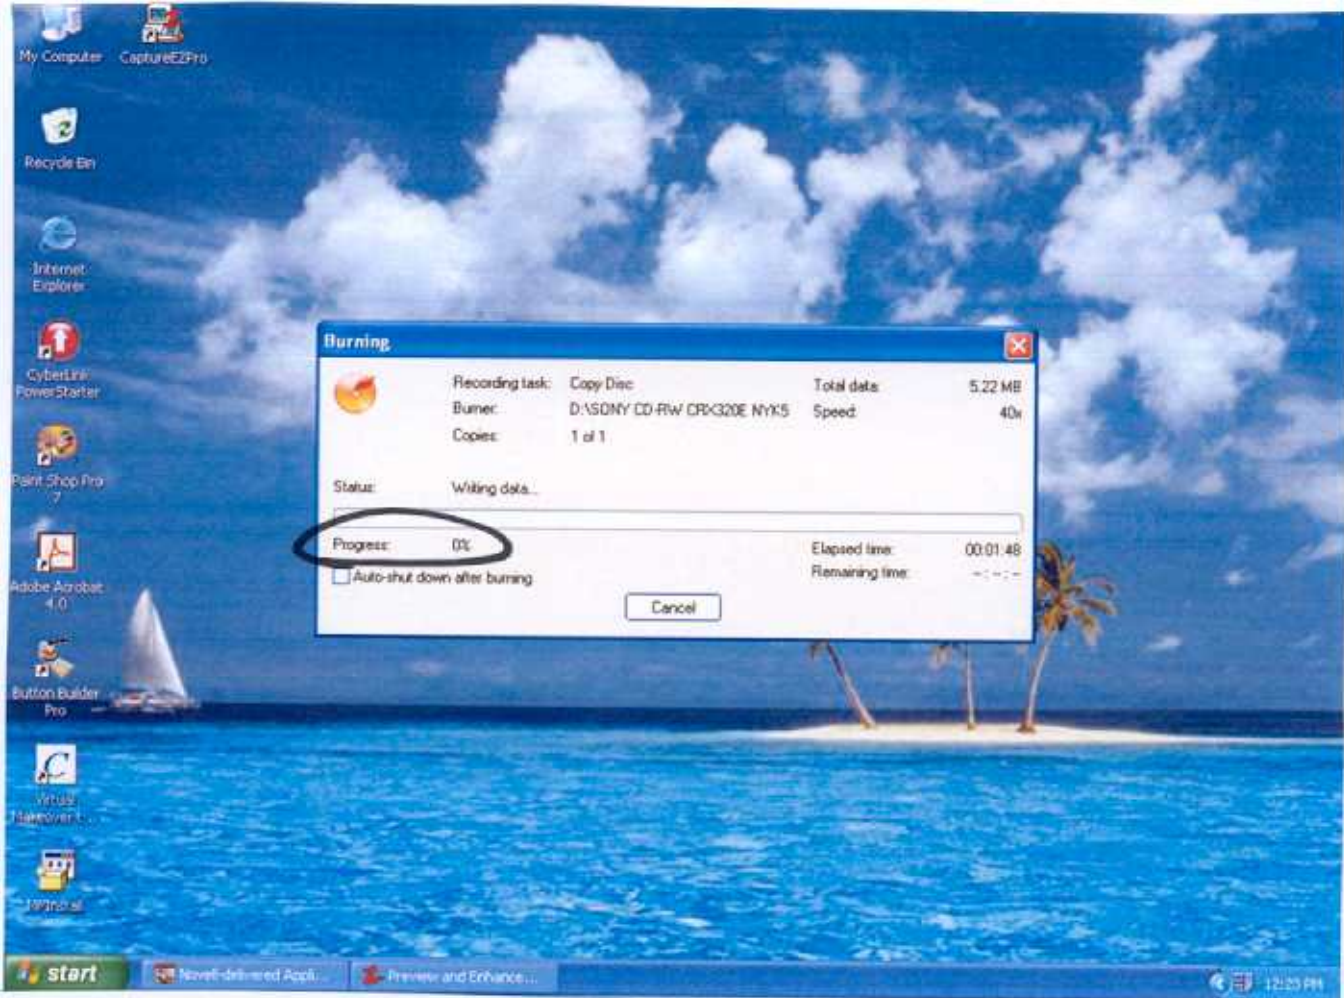 My Computer
CaptureEZPro
Recycle Bin
Internet
Explorer
CyberLink
PowerStarter
Paint Shop Pro
7
Adobe Acrobat
4.0
Button Builder
Pro
Virtual
Makeover
Burning
Recording task: Copy Disc
Total data: 5.22 MB
Burner: D:\SONY CD-RW CRX320E NYK5
Speed: 40x
Copies: 1 of 1
Status: Writing data...
Progress: 0%
Elapsed time: 00:01:48
Remaining time: --:--:--
Auto-shut down after burning
Cancel
start
Novell-delivered Appli...
Preview and Enhance...
12:20 PM